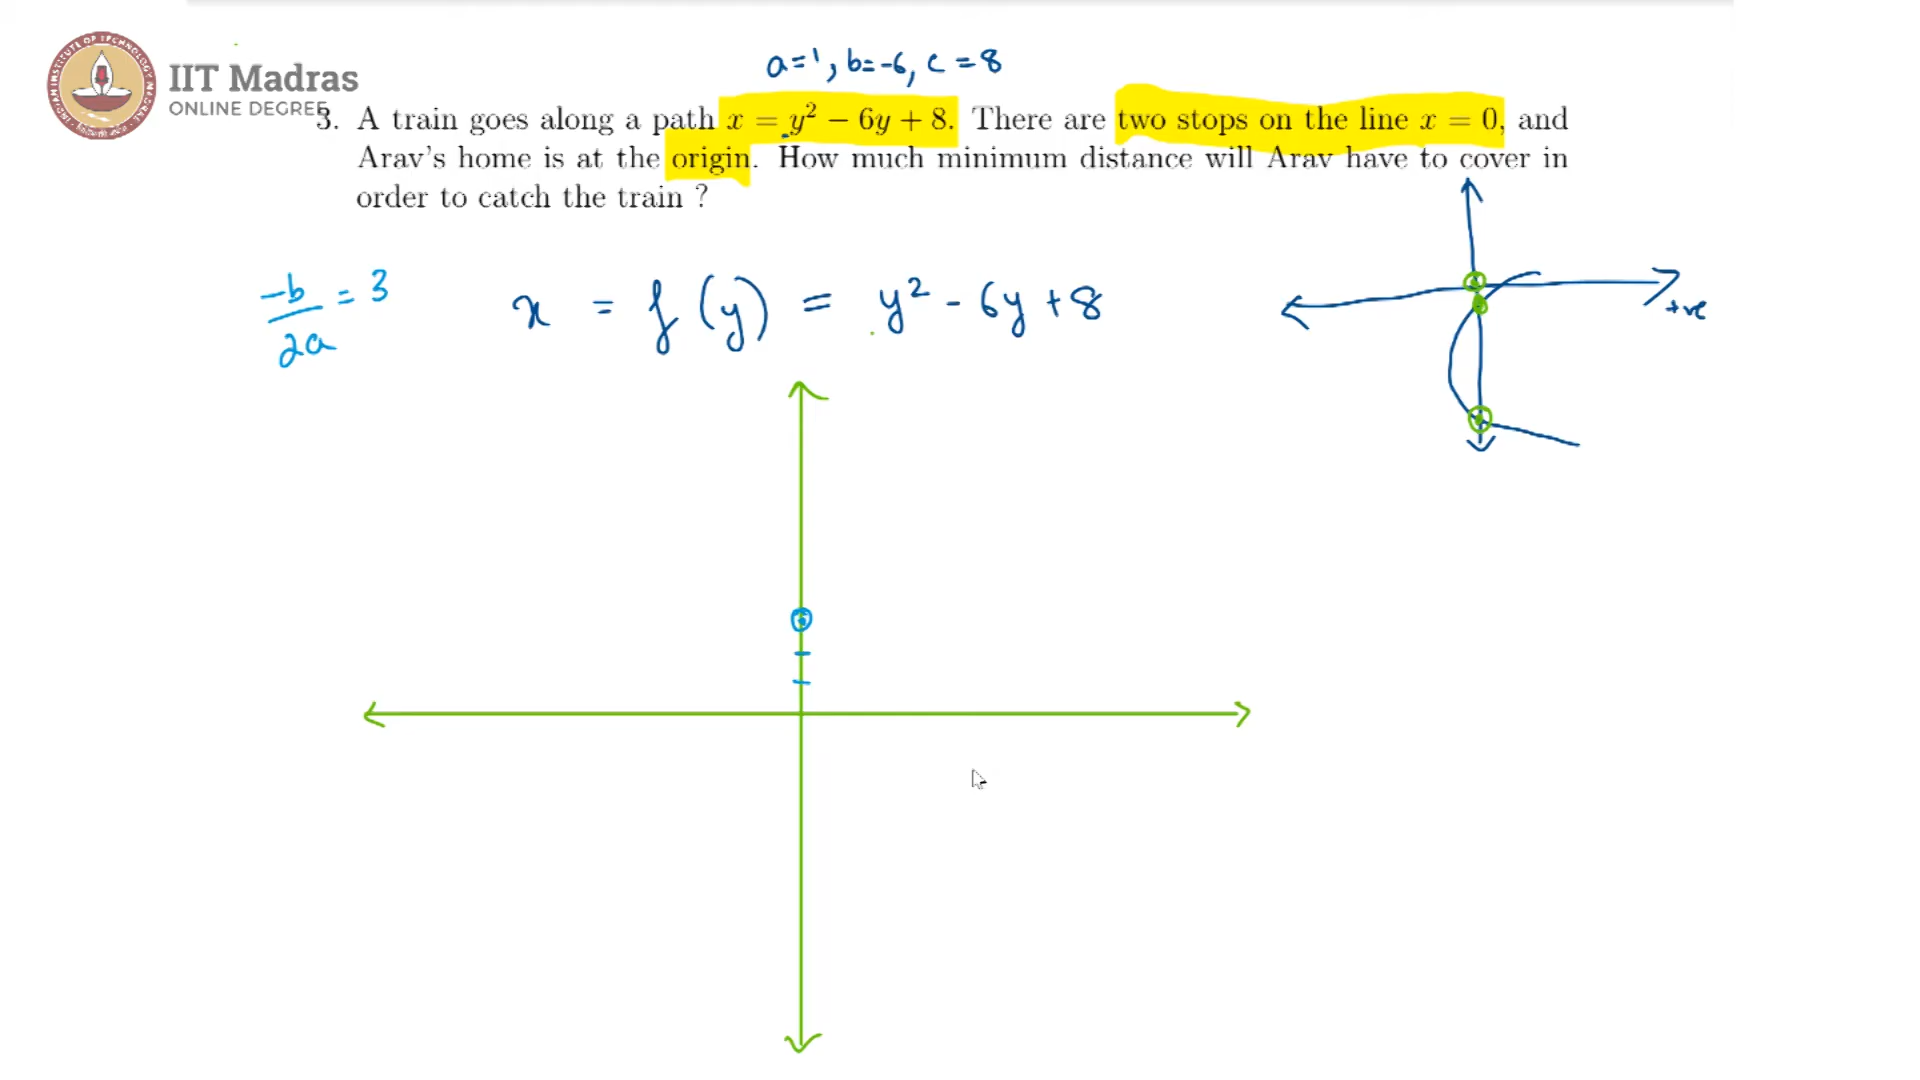 IIT Madras
ONLINE DEGREE
a=1, b=-6, c=8
3. A train goes along a path x = y² − 6y + 8. There are two stops on the line x = 0, and
Arav's home is at the origin. How much minimum distance will Arav have to cover in
order to catch the train ?
-b/2a = 3
x = f(y) = y² - 6y + 8
+ve